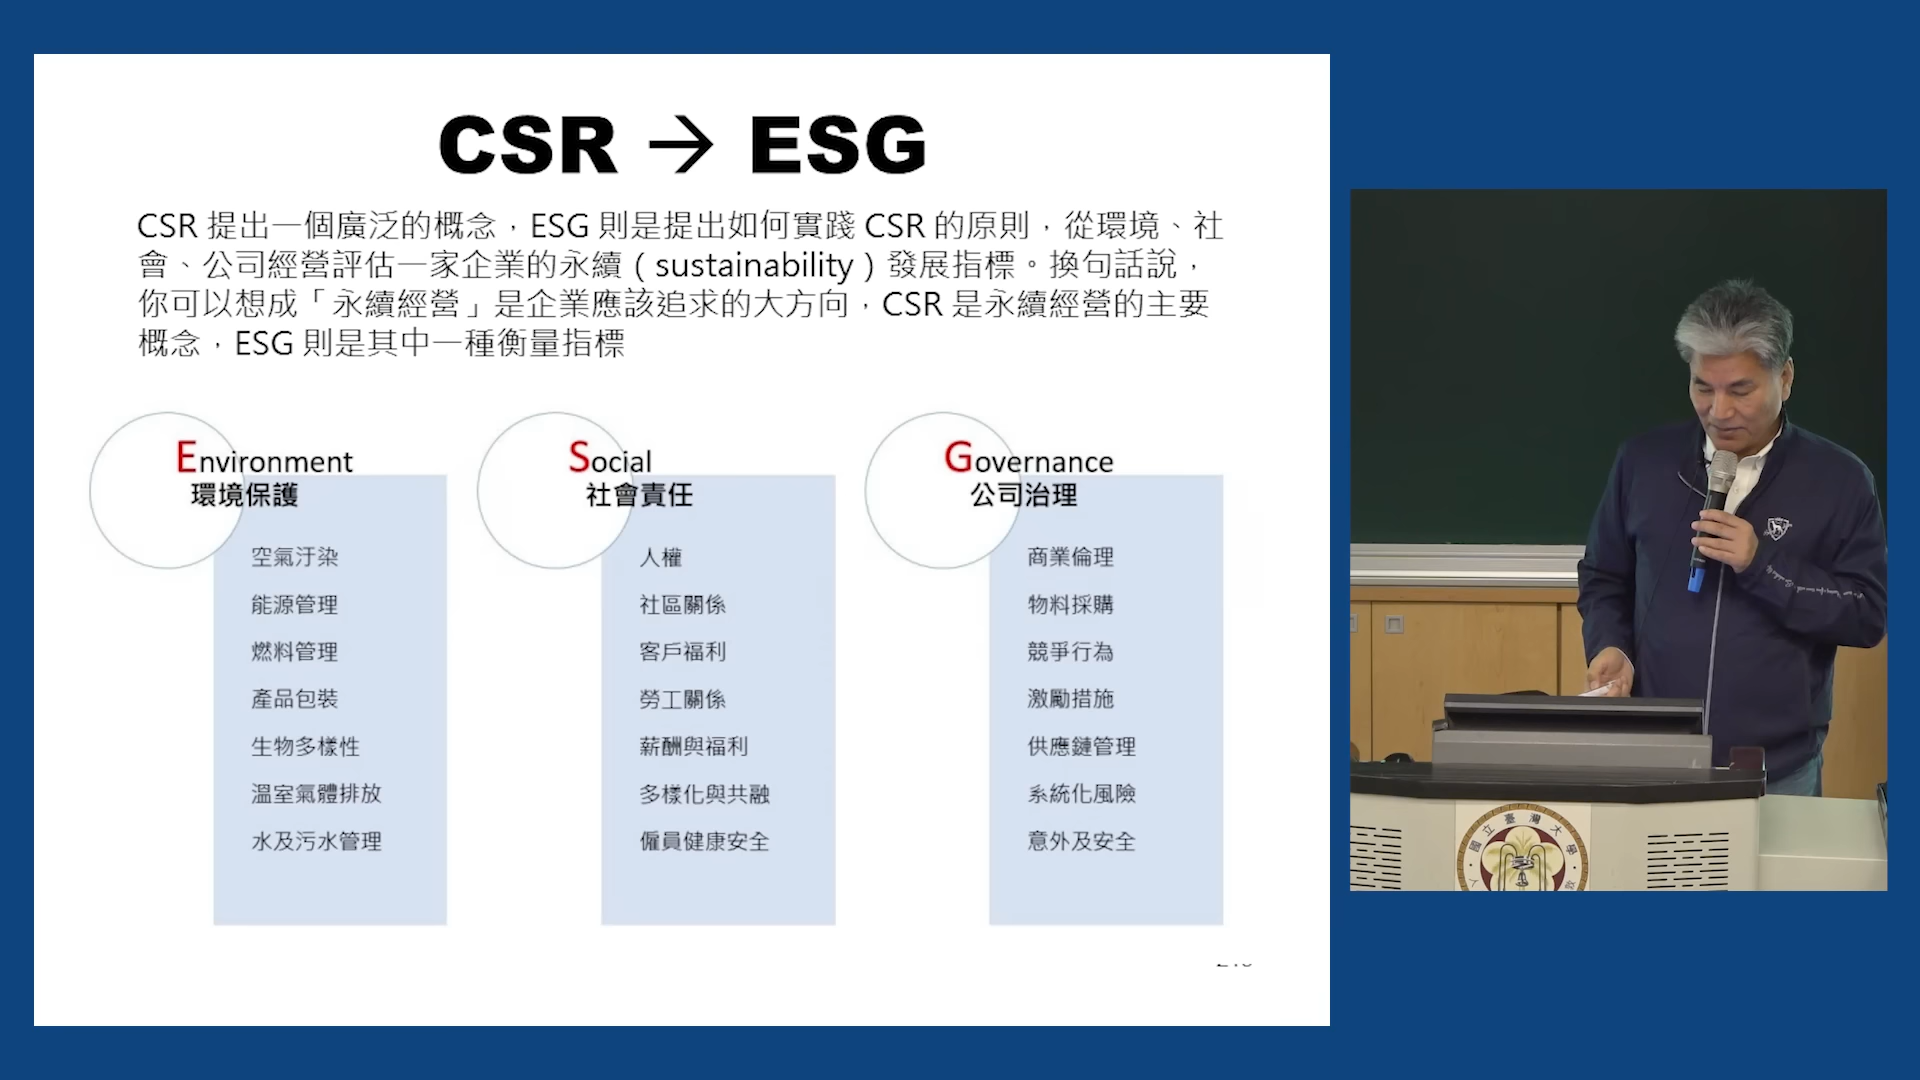 CSR → ESG
CSR 提出一個廣泛的概念，ESG 則是提出如何實踐 CSR 的原則，從環境、社
會、公司經營評估一家企業的永續（sustainability）發展指標。換句話說，
你可以想成「永續經營」是企業應該追求的大方向，CSR 是永續經營的主要
概念，ESG 則是其中一種衡量指標
Environment
環境保護
空氣汙染
能源管理
燃料管理
產品包裝
生物多樣性
溫室氣體排放
水及污水管理
Social
社會責任
人權
社區關係
客戶福利
勞工關係
薪酬與福利
多樣化與共融
僱員健康安全
Governance
公司治理
商業倫理
物料採購
競爭行為
激勵措施
供應鏈管理
系統化風險
意外及安全
國立臺灣大學